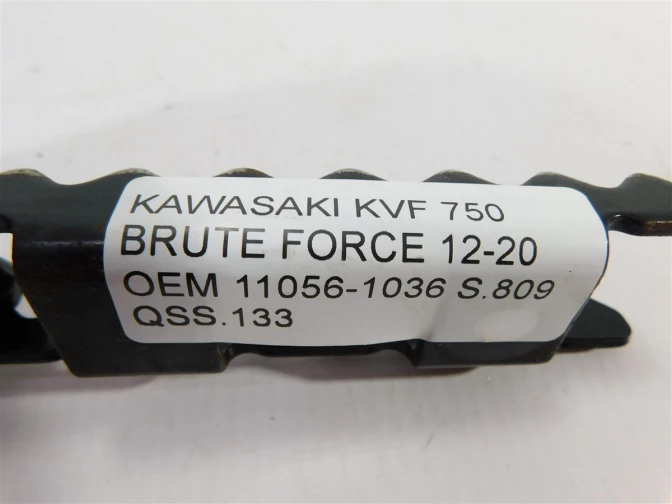 KAWASAKI KVF 750
BRUTE FORCE 12-20
OEM 11056-1036 S.809
QSS.133